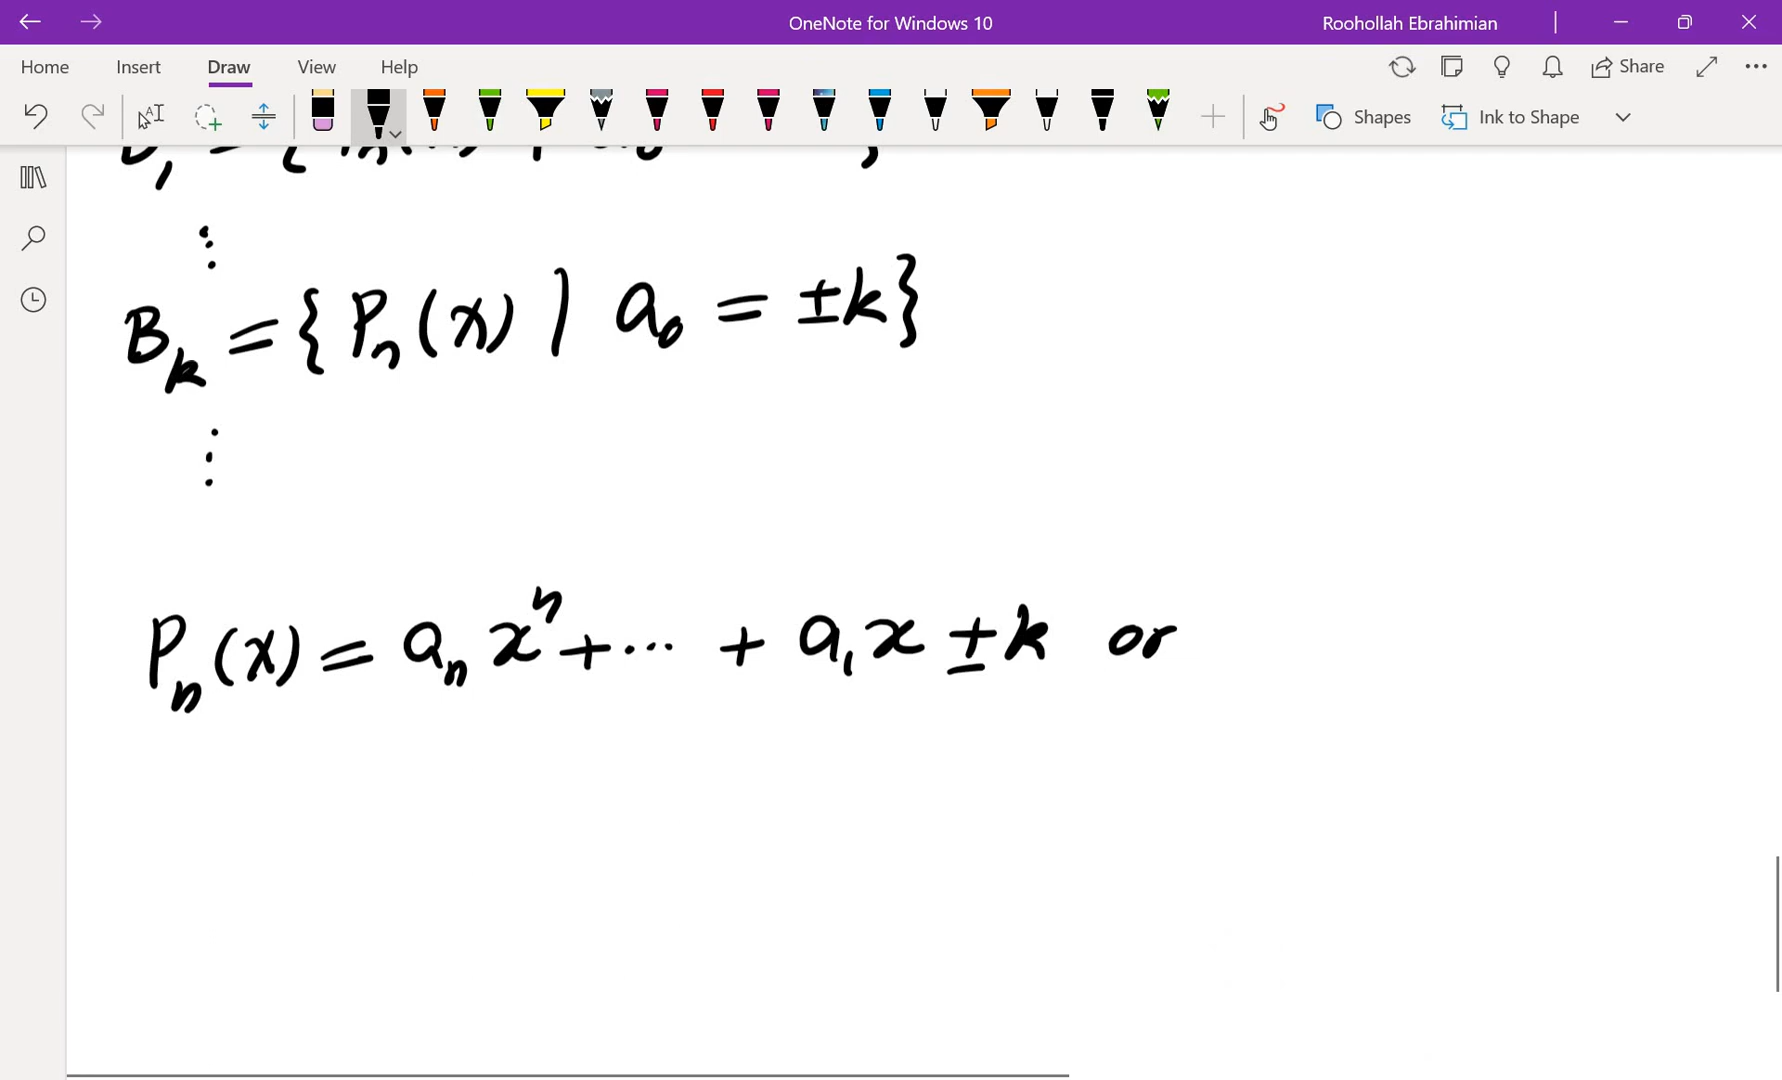 OneNote for Windows 10
Roohollah Ebrahimian
Home Insert Draw View Help
Share
Shapes Ink to Shape
⋮
B_k = { P_n(x) | a_0 = ±k }
⋮
P_n(x) = a_n x^n + ... + a_1 x ± k or